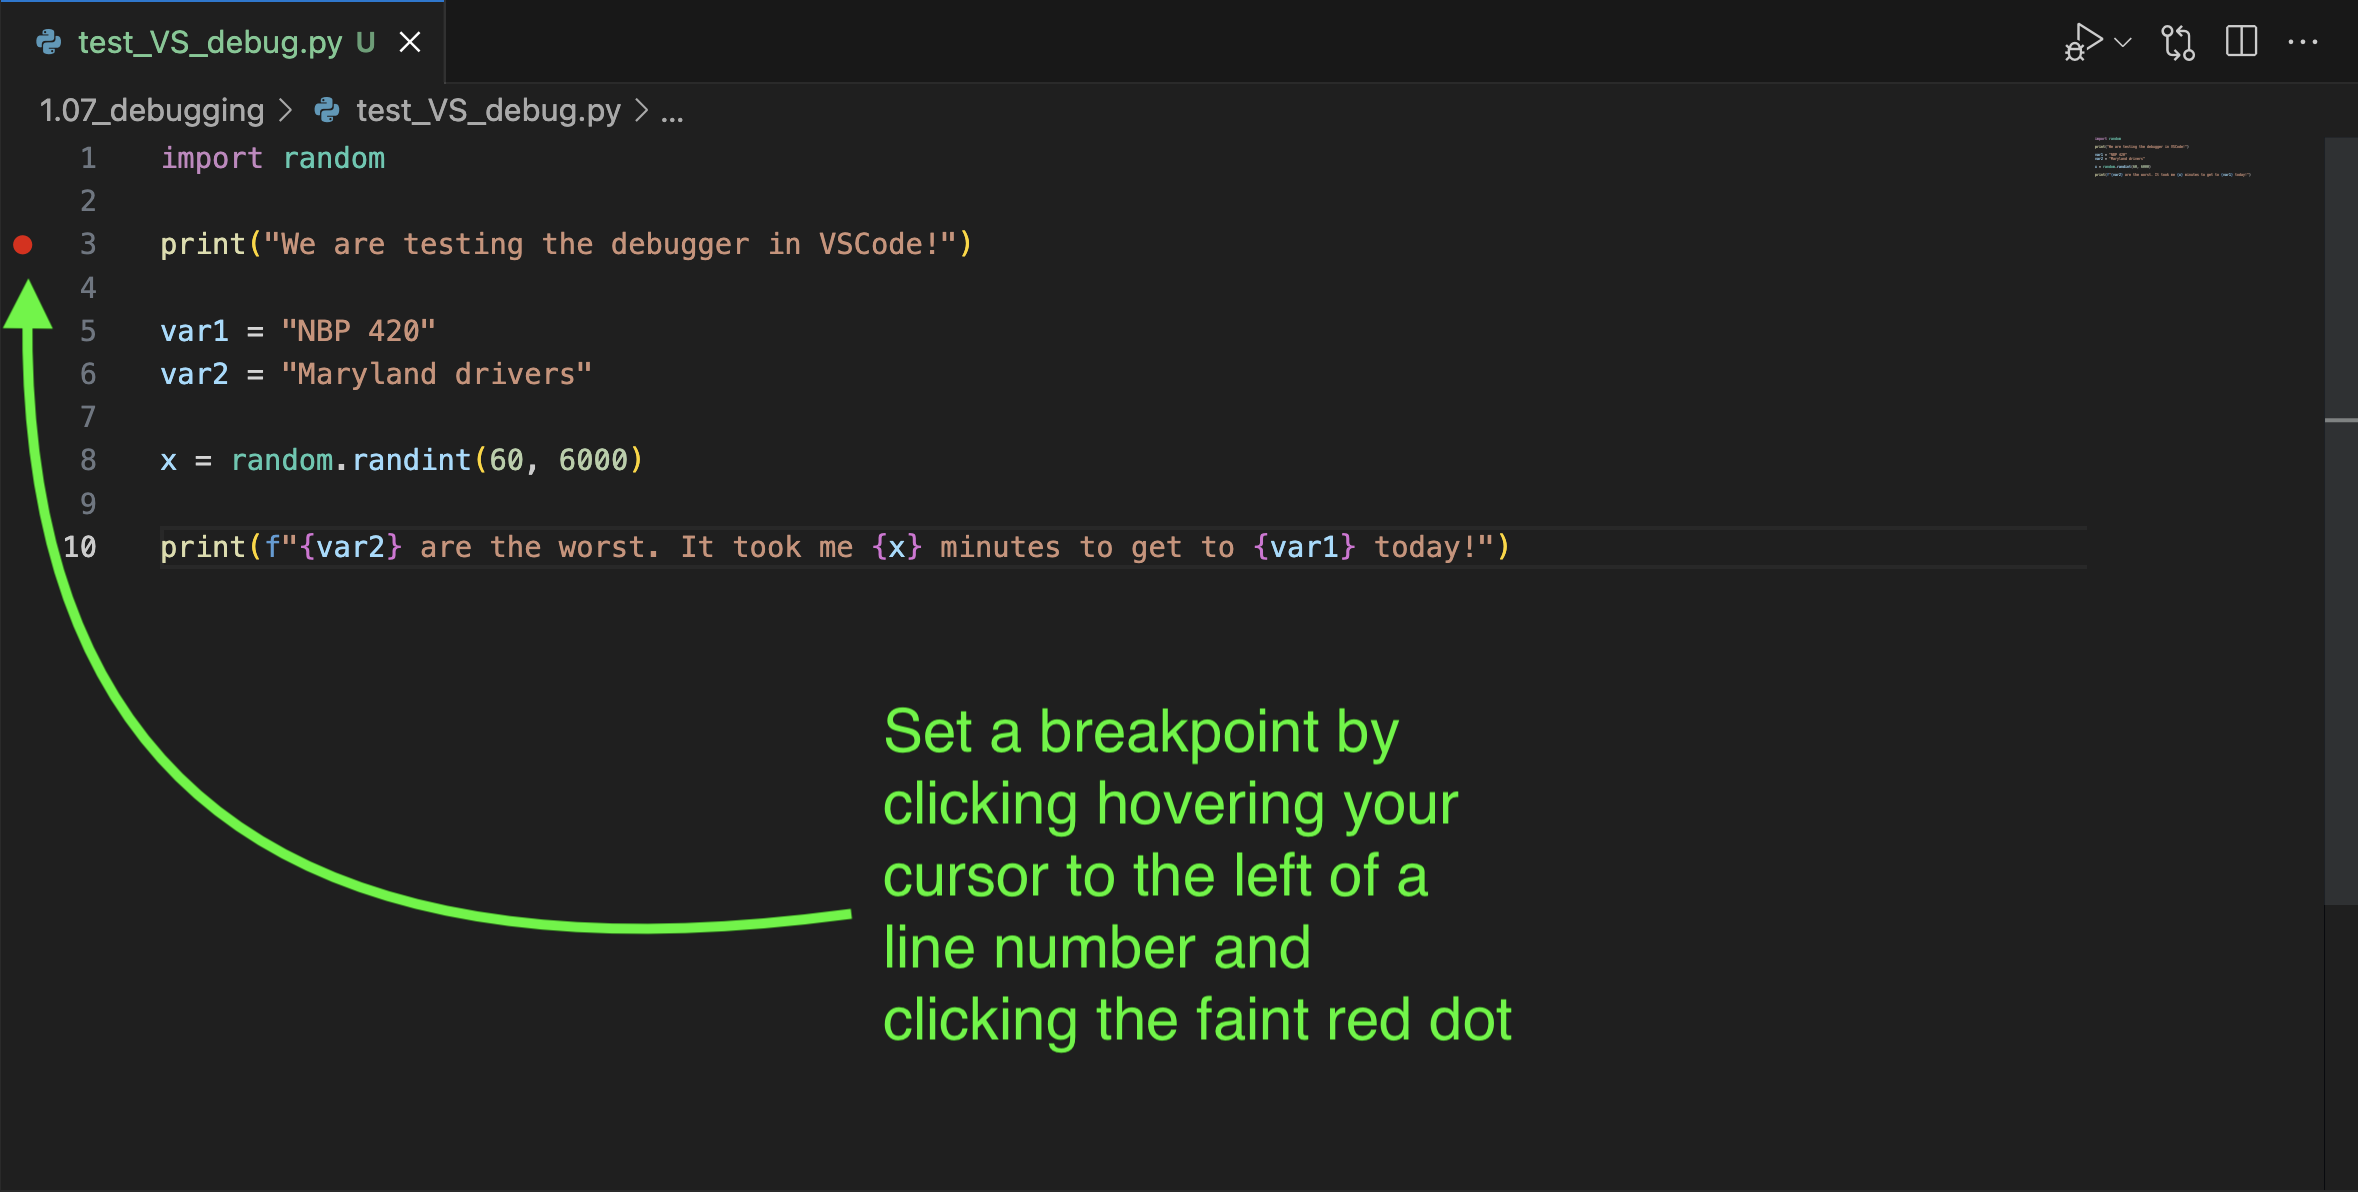 test_VS_debug.py U
1.07_debugging > test_VS_debug.py > ...
1 import random
2
3 print("We are testing the debugger in VSCode!")
4
5 var1 = "NBP 420"
6 var2 = "Maryland drivers"
7
8 x = random.randint(60, 6000)
9
10 print(f"{var2} are the worst. It took me {x} minutes to get to {var1} today!")
Set a breakpoint by
clicking hovering your
cursor to the left of a
line number and
clicking the faint red dot